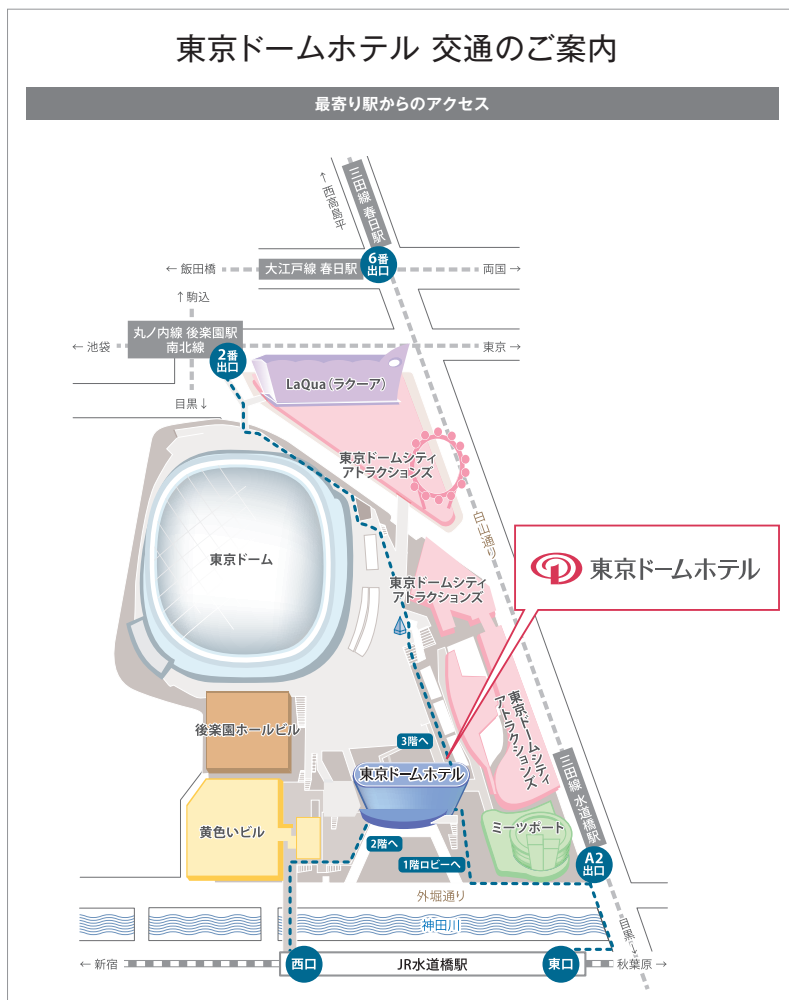 東京ドームホテル 交通のご案内
最寄り駅からのアクセス
三田線 春日駅
↑西高島平
6番
出口
← 飯田橋
大江戸線 春日駅
両国 →
↑駒込
丸ノ内線 後楽園駅
南北線
← 池袋
2番
出口
東京 →
目黒↓
LaQua(ラクーア)
東京ドームシティ
アトラクションズ
白山通り
東京ドーム
東京ドームホテル
東京ドームシティ
アトラクションズ
東京ドームシティ
アトラクションズ
後楽園ホールビル
3階へ
東京ドームホテル
三田線 水道橋駅
黄色いビル
ミーツポート
2階へ
1階ロビーへ
A2
出口
外堀通り
神田川
目黒→
← 新宿
西口
JR水道橋駅
東口
秋葉原 →